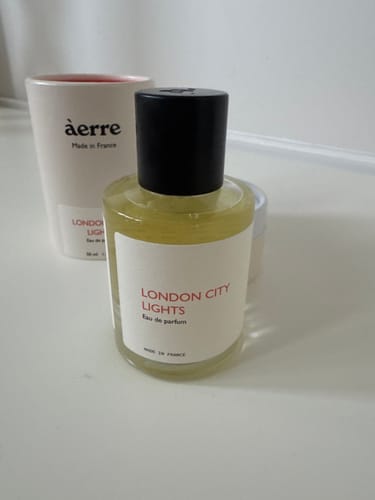 àerre
Made in France
LONDON
LIGH
Eau de pa
50 ml
LONDON CITY
LIGHTS
Eau de parfum
MADE IN FRANCE